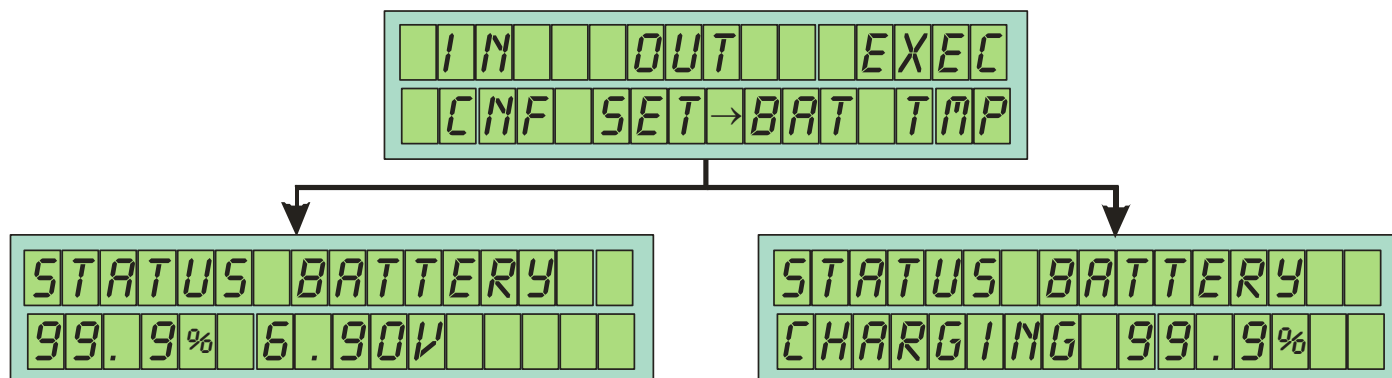 IN OUT EXEC
CNF SET→BAT TMP
STATUS BATTERY
99.9% 6.90V
STATUS BATTERY
CHARGING 99.9%